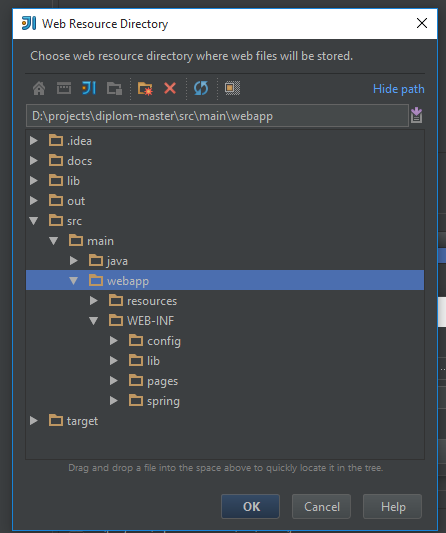 Web Resource Directory
Choose web resource directory where web files will be stored.
Hide path
D:\projects\diplom-master\src\main\webapp
.idea
docs
lib
out
src
main
java
webapp
resources
WEB-INF
config
lib
pages
spring
target
Drag and drop a file into the space above to quickly locate it in the tree.
OK Cancel Help